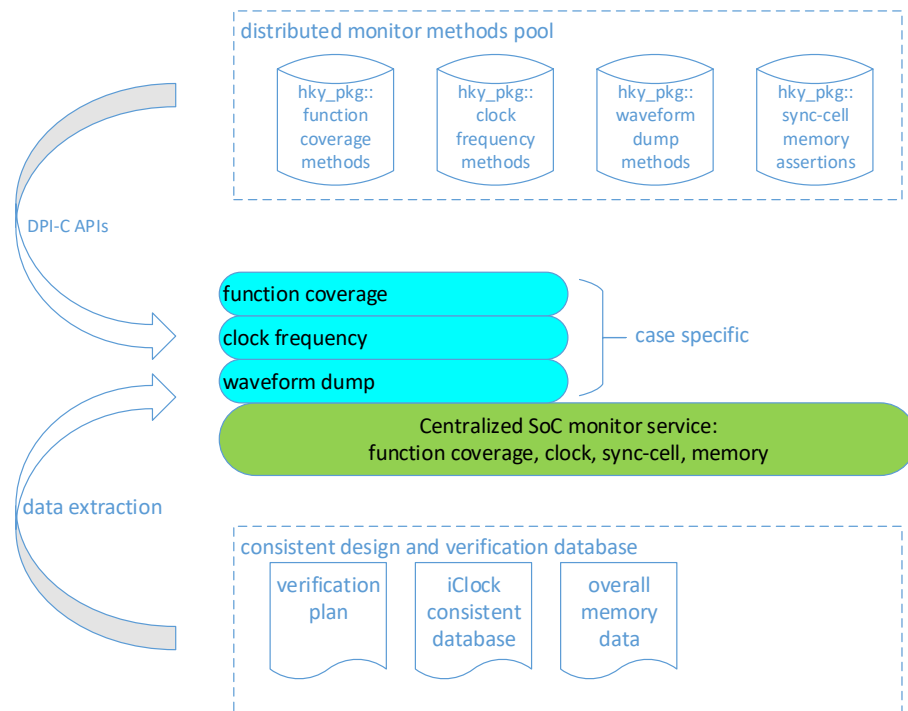 distributed monitor methods pool
hky_pkg::
function
coverage
methods
hky_pkg::
clock
frequency
methods
hky_pkg::
waveform
dump
methods
hky_pkg::
sync-cell
memory
assertions
DPI-C APIs
function coverage
clock frequency
waveform dump
case specific
Centralized SoC monitor service:
function coverage, clock, sync-cell, memory
data extraction
consistent design and verification database
verification
plan
iClock
consistent
database
overall
memory
data